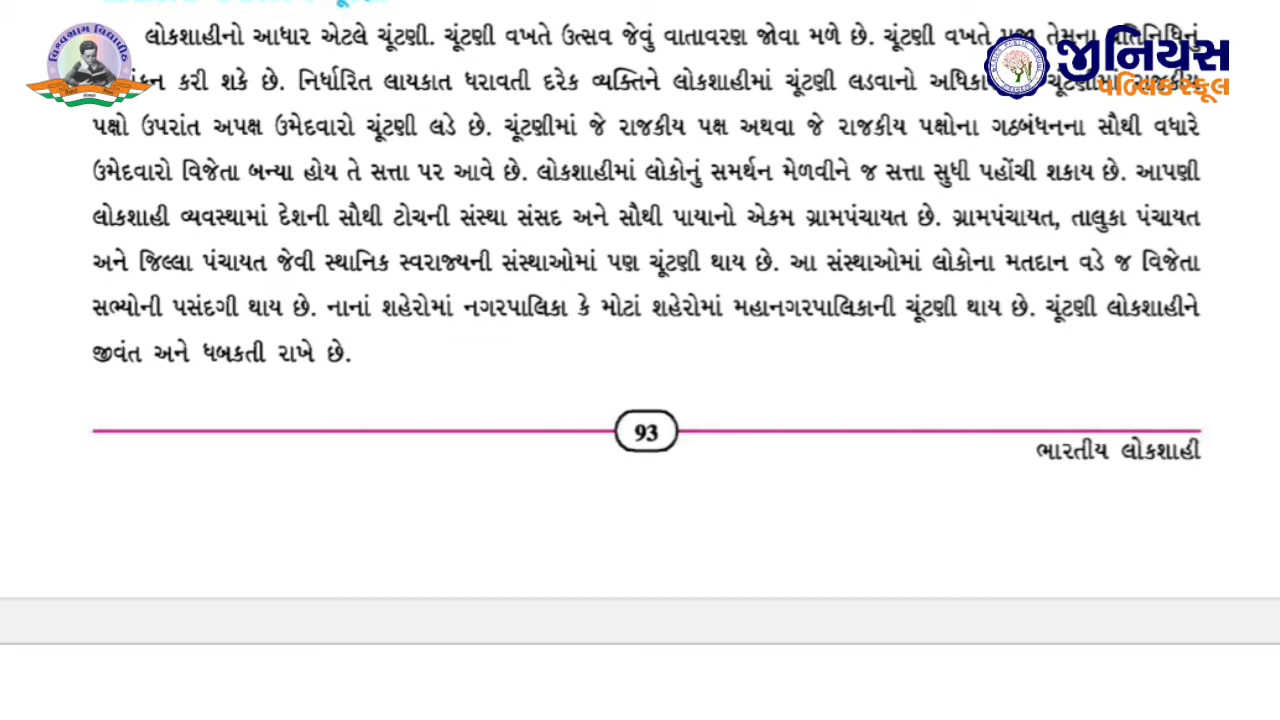 લોકશાહીનો આધાર એટલે ચૂંટણી. ચૂંટણી વખતે ઉત્સવ જેવું વાતાવરણ જોવા મળે છે. ચૂંટણી વખતે પ્રજા તેમના
કરી શકે છે. નિર્ધારિત લાયકાત ધરાવતી દરેક વ્યક્તિને લોકશાહીમાં ચૂંટણી લડવાનો
પક્ષો ઉપરાંત અપક્ષ ઉમેદવારો ચૂંટણી લડે છે. ચૂંટણીમાં જે રાજકીય પક્ષ અથવા જે રાજકીય પક્ષોના ગઠબંધનના સૌથી વધારે
ઉમેદવારો વિજેતા બન્યા હોય તે સત્તા પર આવે છે. લોકશાહીમાં લોકોનું સમર્થન મેળવીને જ સત્તા સુધી પહોંચી શકાય છે. આપણી
લોકશાહી વ્યવસ્થામાં દેશની સૌથી ટોચની સંસ્થા સંસદ અને સૌથી પાયાનો એકમ ગ્રામપંચાયત છે. ગ્રામપંચાયત, તાલુકા પંચાયત
અને જિલ્લા પંચાયત જેવી સ્થાનિક સ્વરાજ્યની સંસ્થાઓમાં પણ ચૂંટણી થાય છે. આ સંસ્થાઓમાં લોકોના મતદાન વડે જ વિજેતા
સભ્યોની પસંદગી થાય છે. નાનાં શહેરોમાં નગરપાલિકા કે મોટાં શહેરોમાં મહાનગરપાલિકાની ચૂંટણી થાય છે. ચૂંટણી લોકશાહીને
જીવંત અને ધબકતી રાખે છે.
93
ભારતીય લોકશાહી
વિશ્વગ્રામ વિદ્યાપીઠ
જીનિયસ
પબ્લિક સ્કૂલ